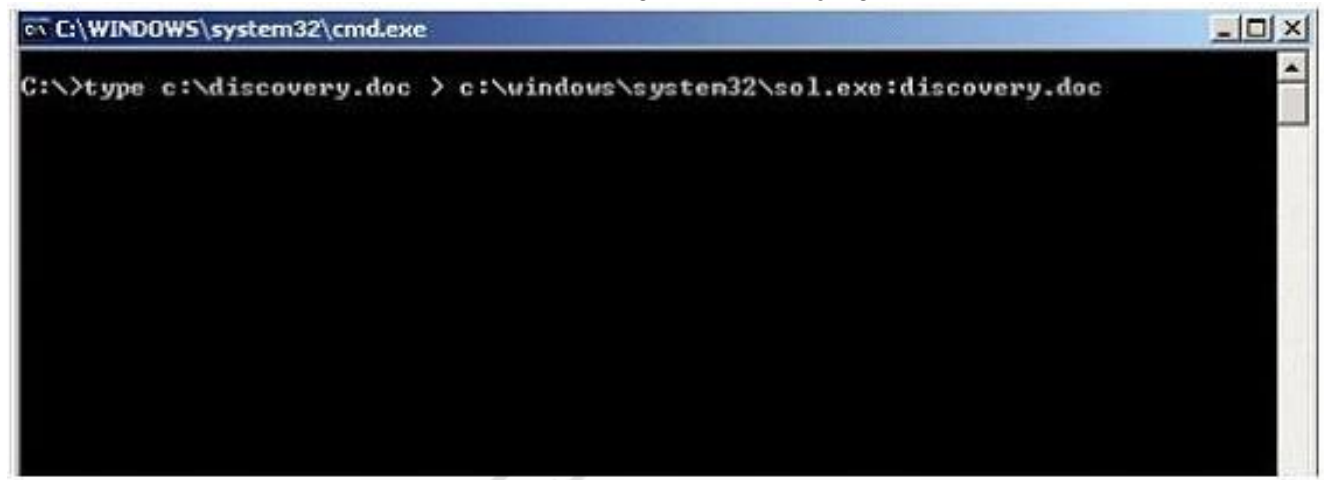 C:\WINDOWS\system32\cmd.exe
C:\>type c:\discovery.doc > c:\windows\system32\sol.exe:discovery.doc